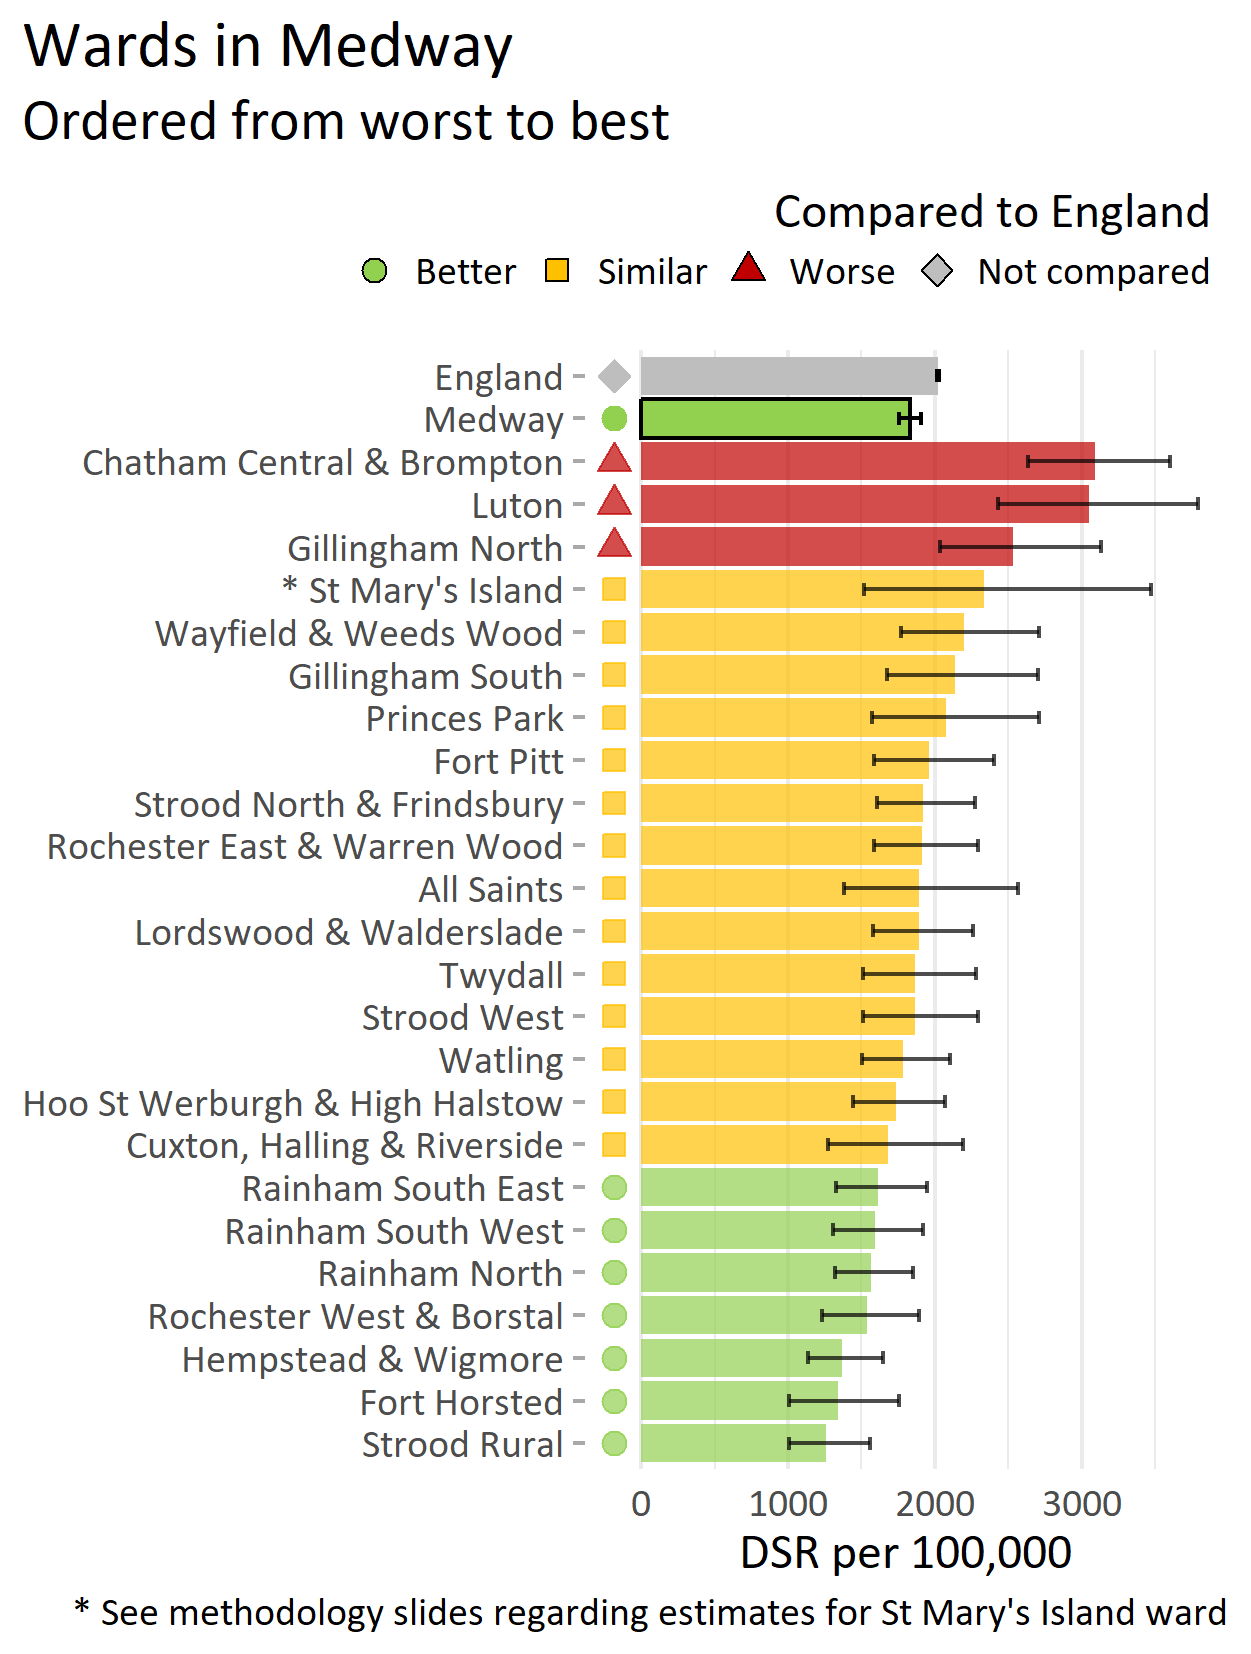 Wards in Medway
Ordered from worst to best
Compared to England
Better Similar Worse Not compared
England
Medway
Chatham Central & Brompton
Luton
Gillingham North
* St Mary's Island
Wayfield & Weeds Wood
Gillingham South
Princes Park
Fort Pitt
Strood North & Frindsbury
Rochester East & Warren Wood
All Saints
Lordswood & Walderslade
Twydall
Strood West
Watling
Hoo St Werburgh & High Halstow
Cuxton, Halling & Riverside
Rainham South East
Rainham South West
Rainham North
Rochester West & Borstal
Hempstead & Wigmore
Fort Horsted
Strood Rural
0 1000 2000 3000
DSR per 100,000
* See methodology slides regarding estimates for St Mary's Island ward